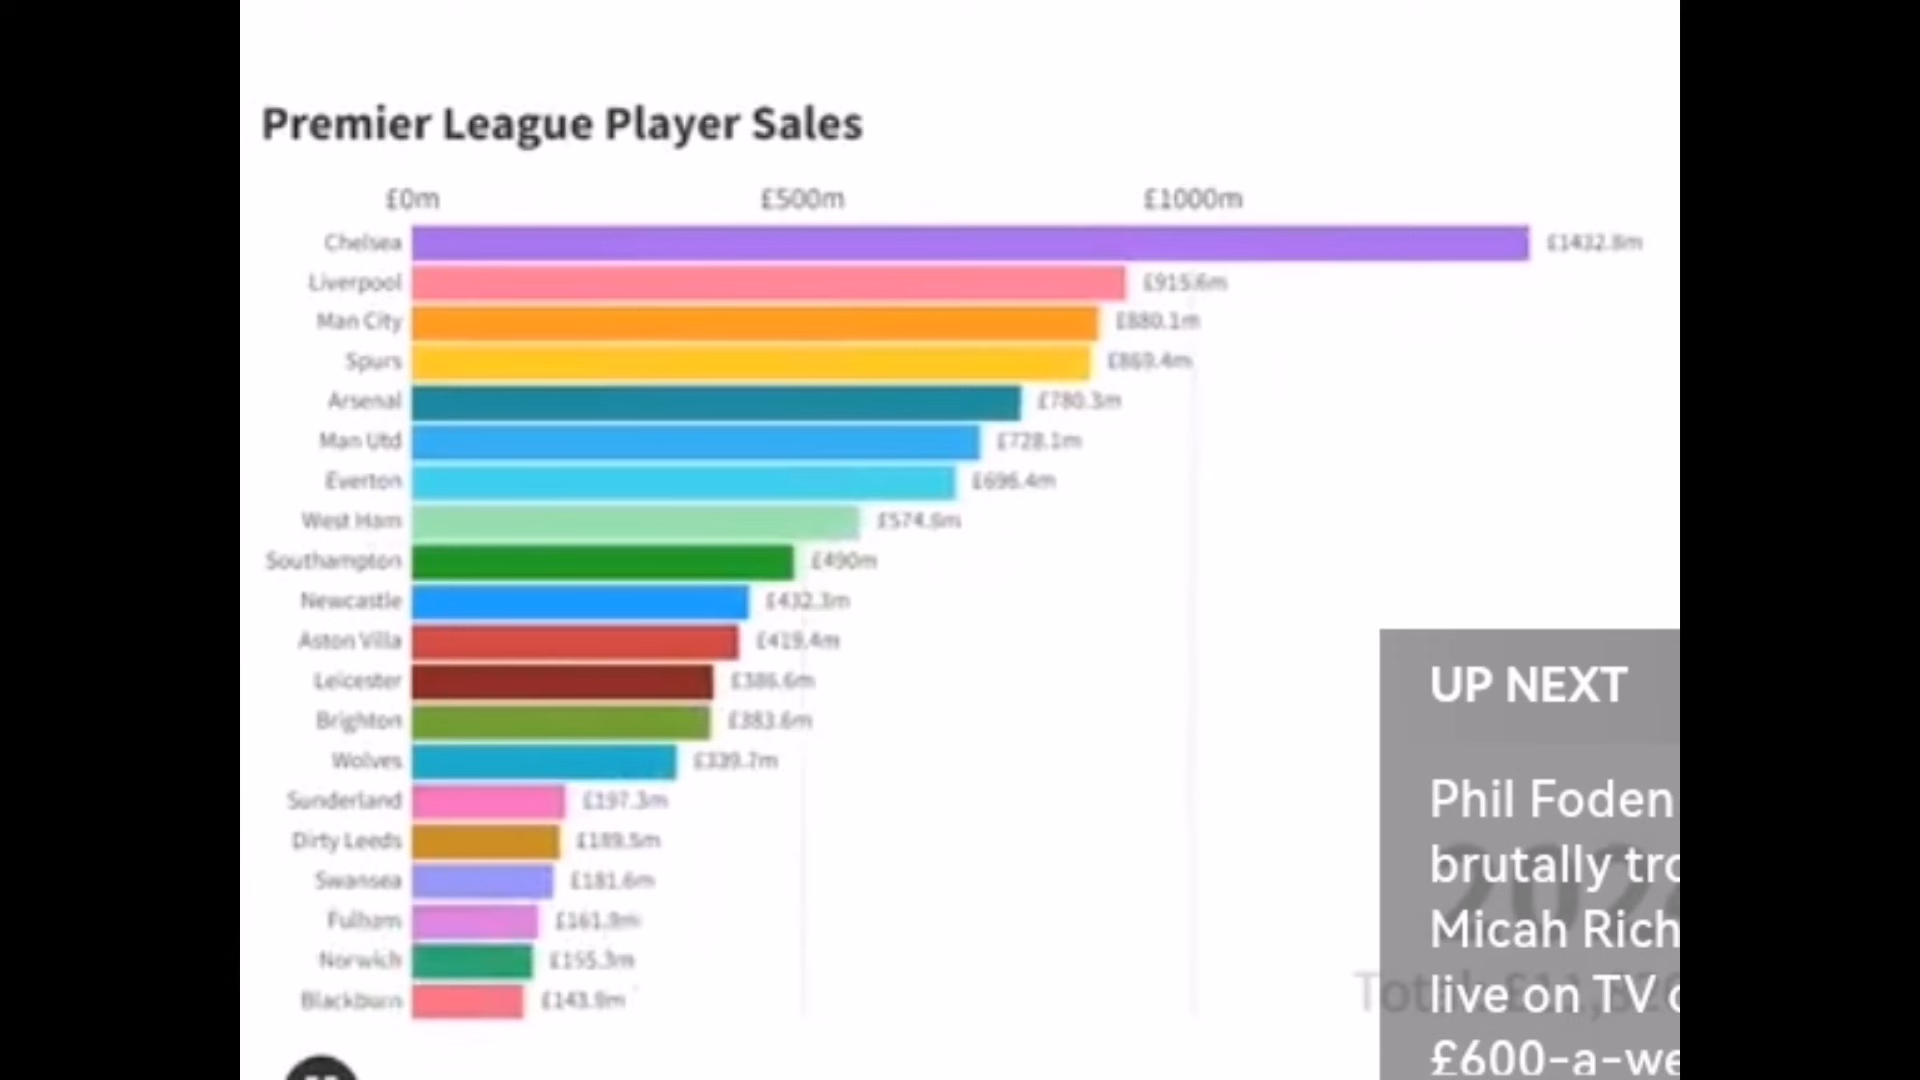 Premier League Player Sales
£0m £500m £1000m
Chelsea £1432.8m
Liverpool £915.6m
Man City £880.1m
Spurs £869.4m
Arsenal £780.3m
Man Utd £728.1m
Everton £696.4m
West Ham
Southampton £490m
Newcastle £432.3m
Aston Villa £419.4m
Leicester £386.6m
Brighton £383.6m
Wolves £339.7m
Sunderland £197.3m
Dirty Leeds £189.5m
Swansea £181.6m
Fulham £161.9m
Norwich £155.3m
Blackburn £143.9m
UP NEXT
Phil Foden
brutally tro
Micah Rich
live on TV
£600-a-we